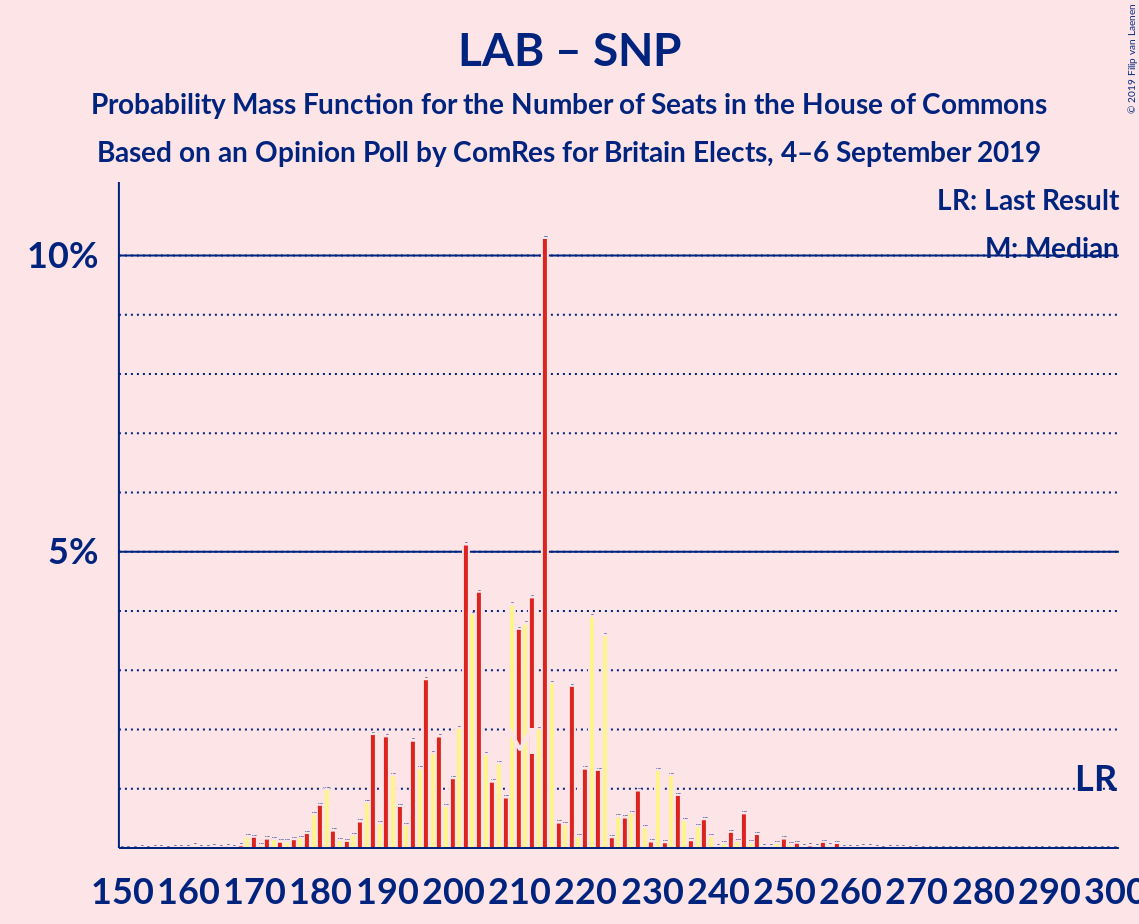 LAB – SNP
Probability Mass Function for the Number of Seats in the House of Commons
Based on an Opinion Poll by ComRes for Britain Elects, 4–6 September 2019
© 2019 Filip van Laenen
LR: Last Result
M: Median
10%
5%
M
LR
150 160 170 180 190 200 210 220 230 240 250 260 270 280 290 300